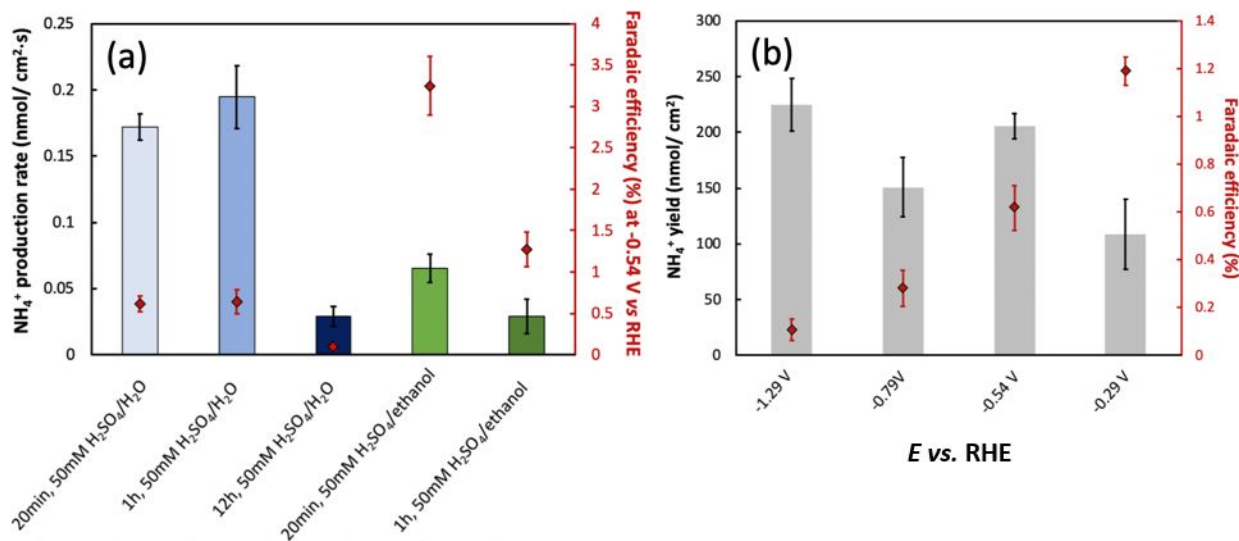 (a)
NH₄⁺ production rate (nmol/ cm²·s)
0.25
0.2
0.15
0.1
0.05
0
4
3.5
3
2.5
2
1.5
1
0.5
0
Faradaic efficiency (%) at -0.54 V vs RHE
20min, 50mM H₂SO₄/H₂O
1h, 50mM H₂SO₄/H₂O
12h, 50mM H₂SO₄/H₂O
20min, 50mM H₂SO₄/ethanol
1h, 50mM H₂SO₄/ethanol
(b)
NH₄⁺ yield (nmol/ cm²)
300
250
200
150
100
50
0
1.4
1.2
1
0.8
0.6
0.4
0.2
0
Faradaic efficiency (%)
-1.29 V
-0.79V
-0.54 V
-0.29 V
E vs. RHE